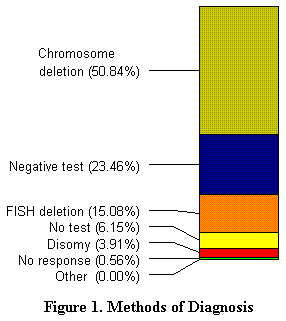 Chromosome
deletion (50.84%)
Negative test (23.46%)
FISH deletion (15.08%)
No test (6.15%)
Disomy (3.91%)
No response (0.56%)
Other (0.00%)
Figure 1. Methods of Diagnosis